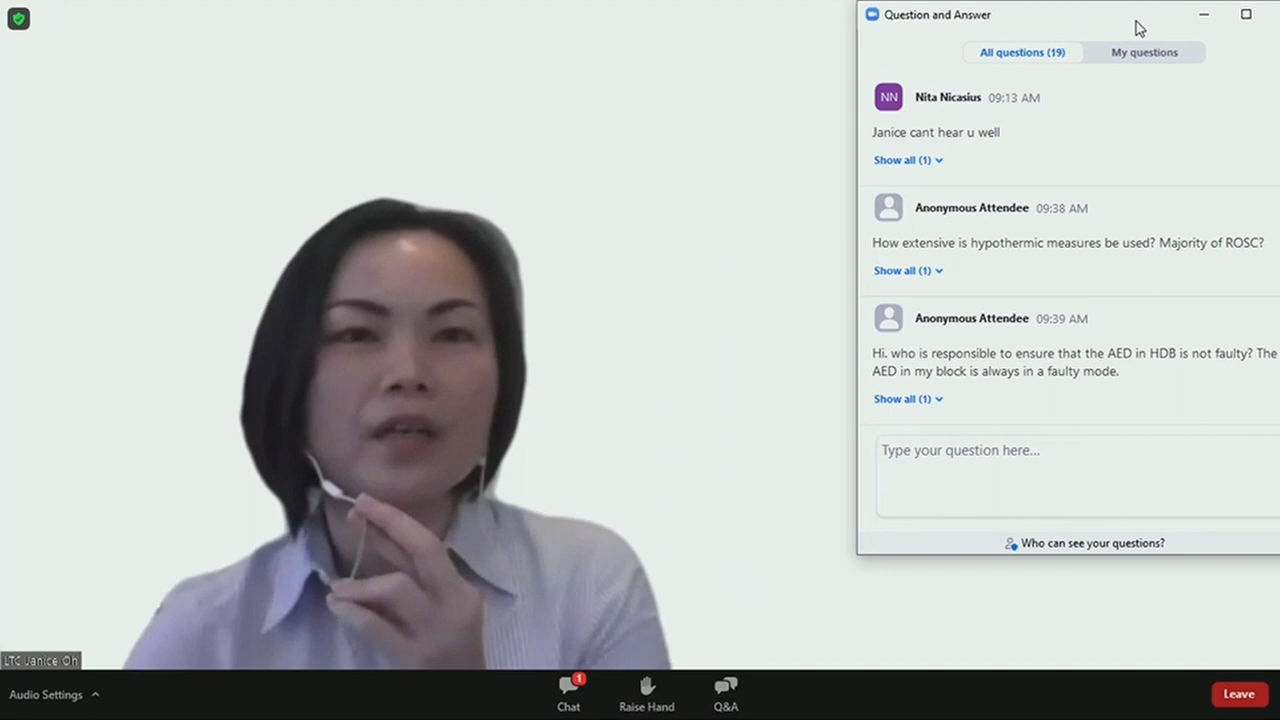 Question and Answer
All questions (19)
My questions
NN
Nita Nicasius 09:13 AM
Janice cant hear u well
Show all (1)
Anonymous Attendee 09:38 AM
How extensive is hypothermic measures be used? Majority of ROSC?
Show all (1)
Anonymous Attendee 09:39 AM
Hi. who is responsible to ensure that the AED in HDB is not faulty? The
AED in my block is always in a faulty mode.
Show all (1)
Type your question here...
Who can see your questions?
LTC Janice Oh
Audio Settings
1
Chat
Raise Hand
Q&A
Leave